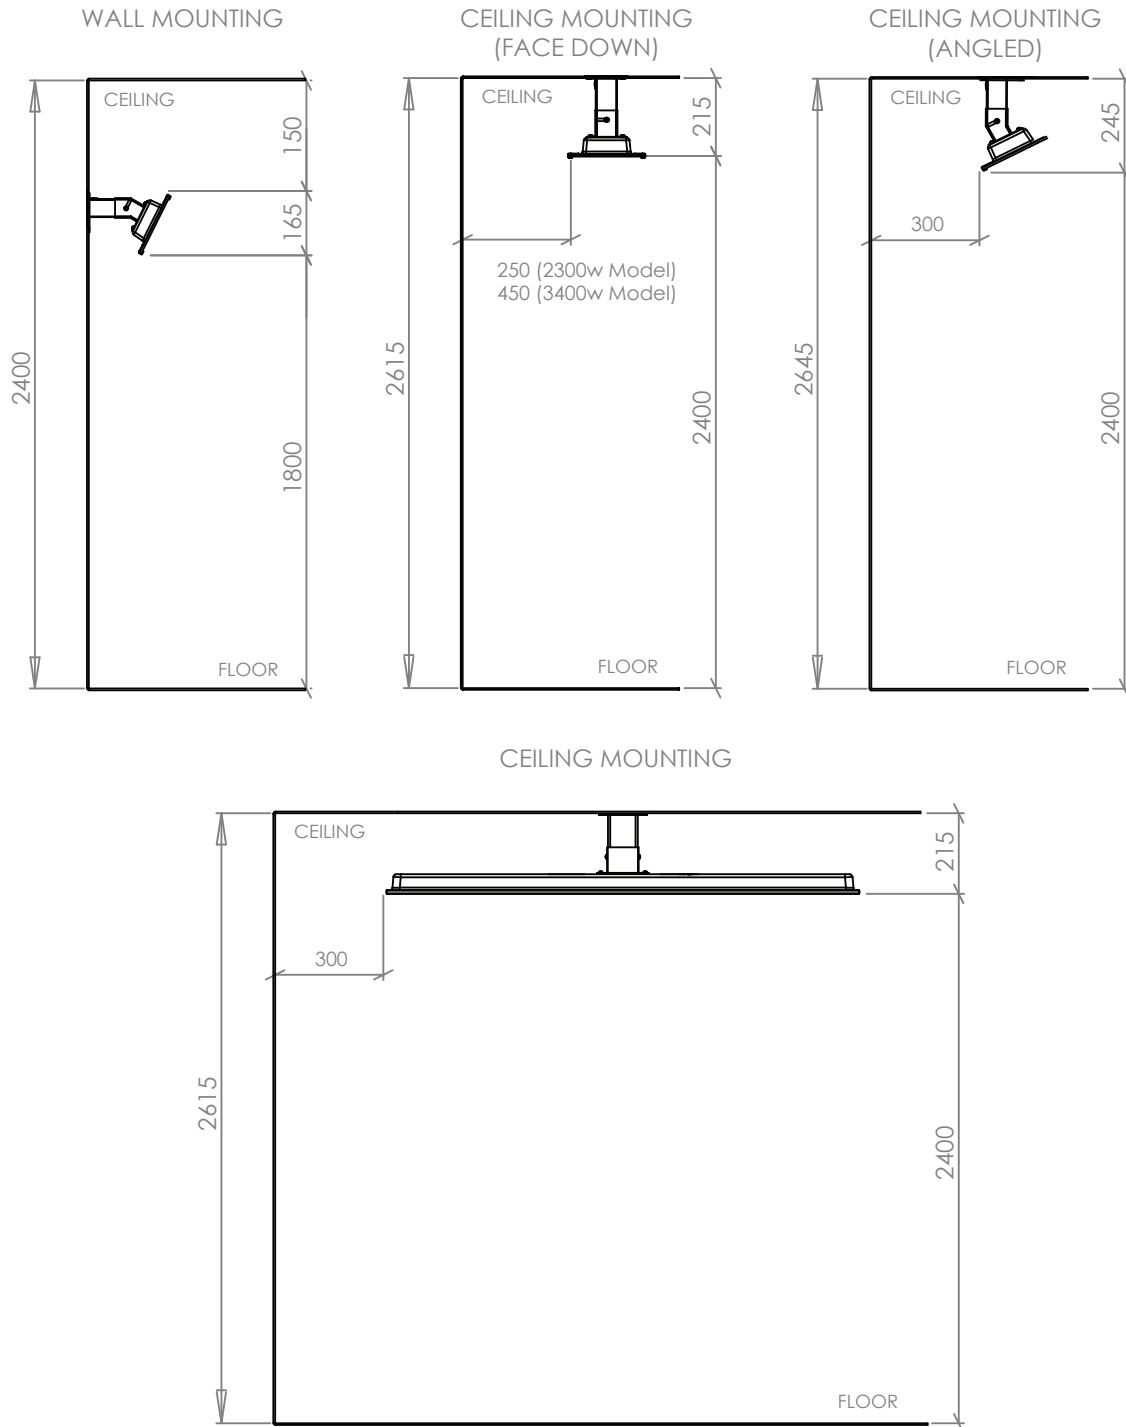 WALL MOUNTING
CEILING
2400
150
165
1800
FLOOR
CEILING MOUNTING
(FACE DOWN)
CEILING
215
250 (2300w Model)
450 (3400w Model)
2615
2400
FLOOR
CEILING MOUNTING
(ANGLED)
CEILING
245
300
2645
2400
FLOOR
CEILING MOUNTING
CEILING
215
300
2615
2400
FLOOR